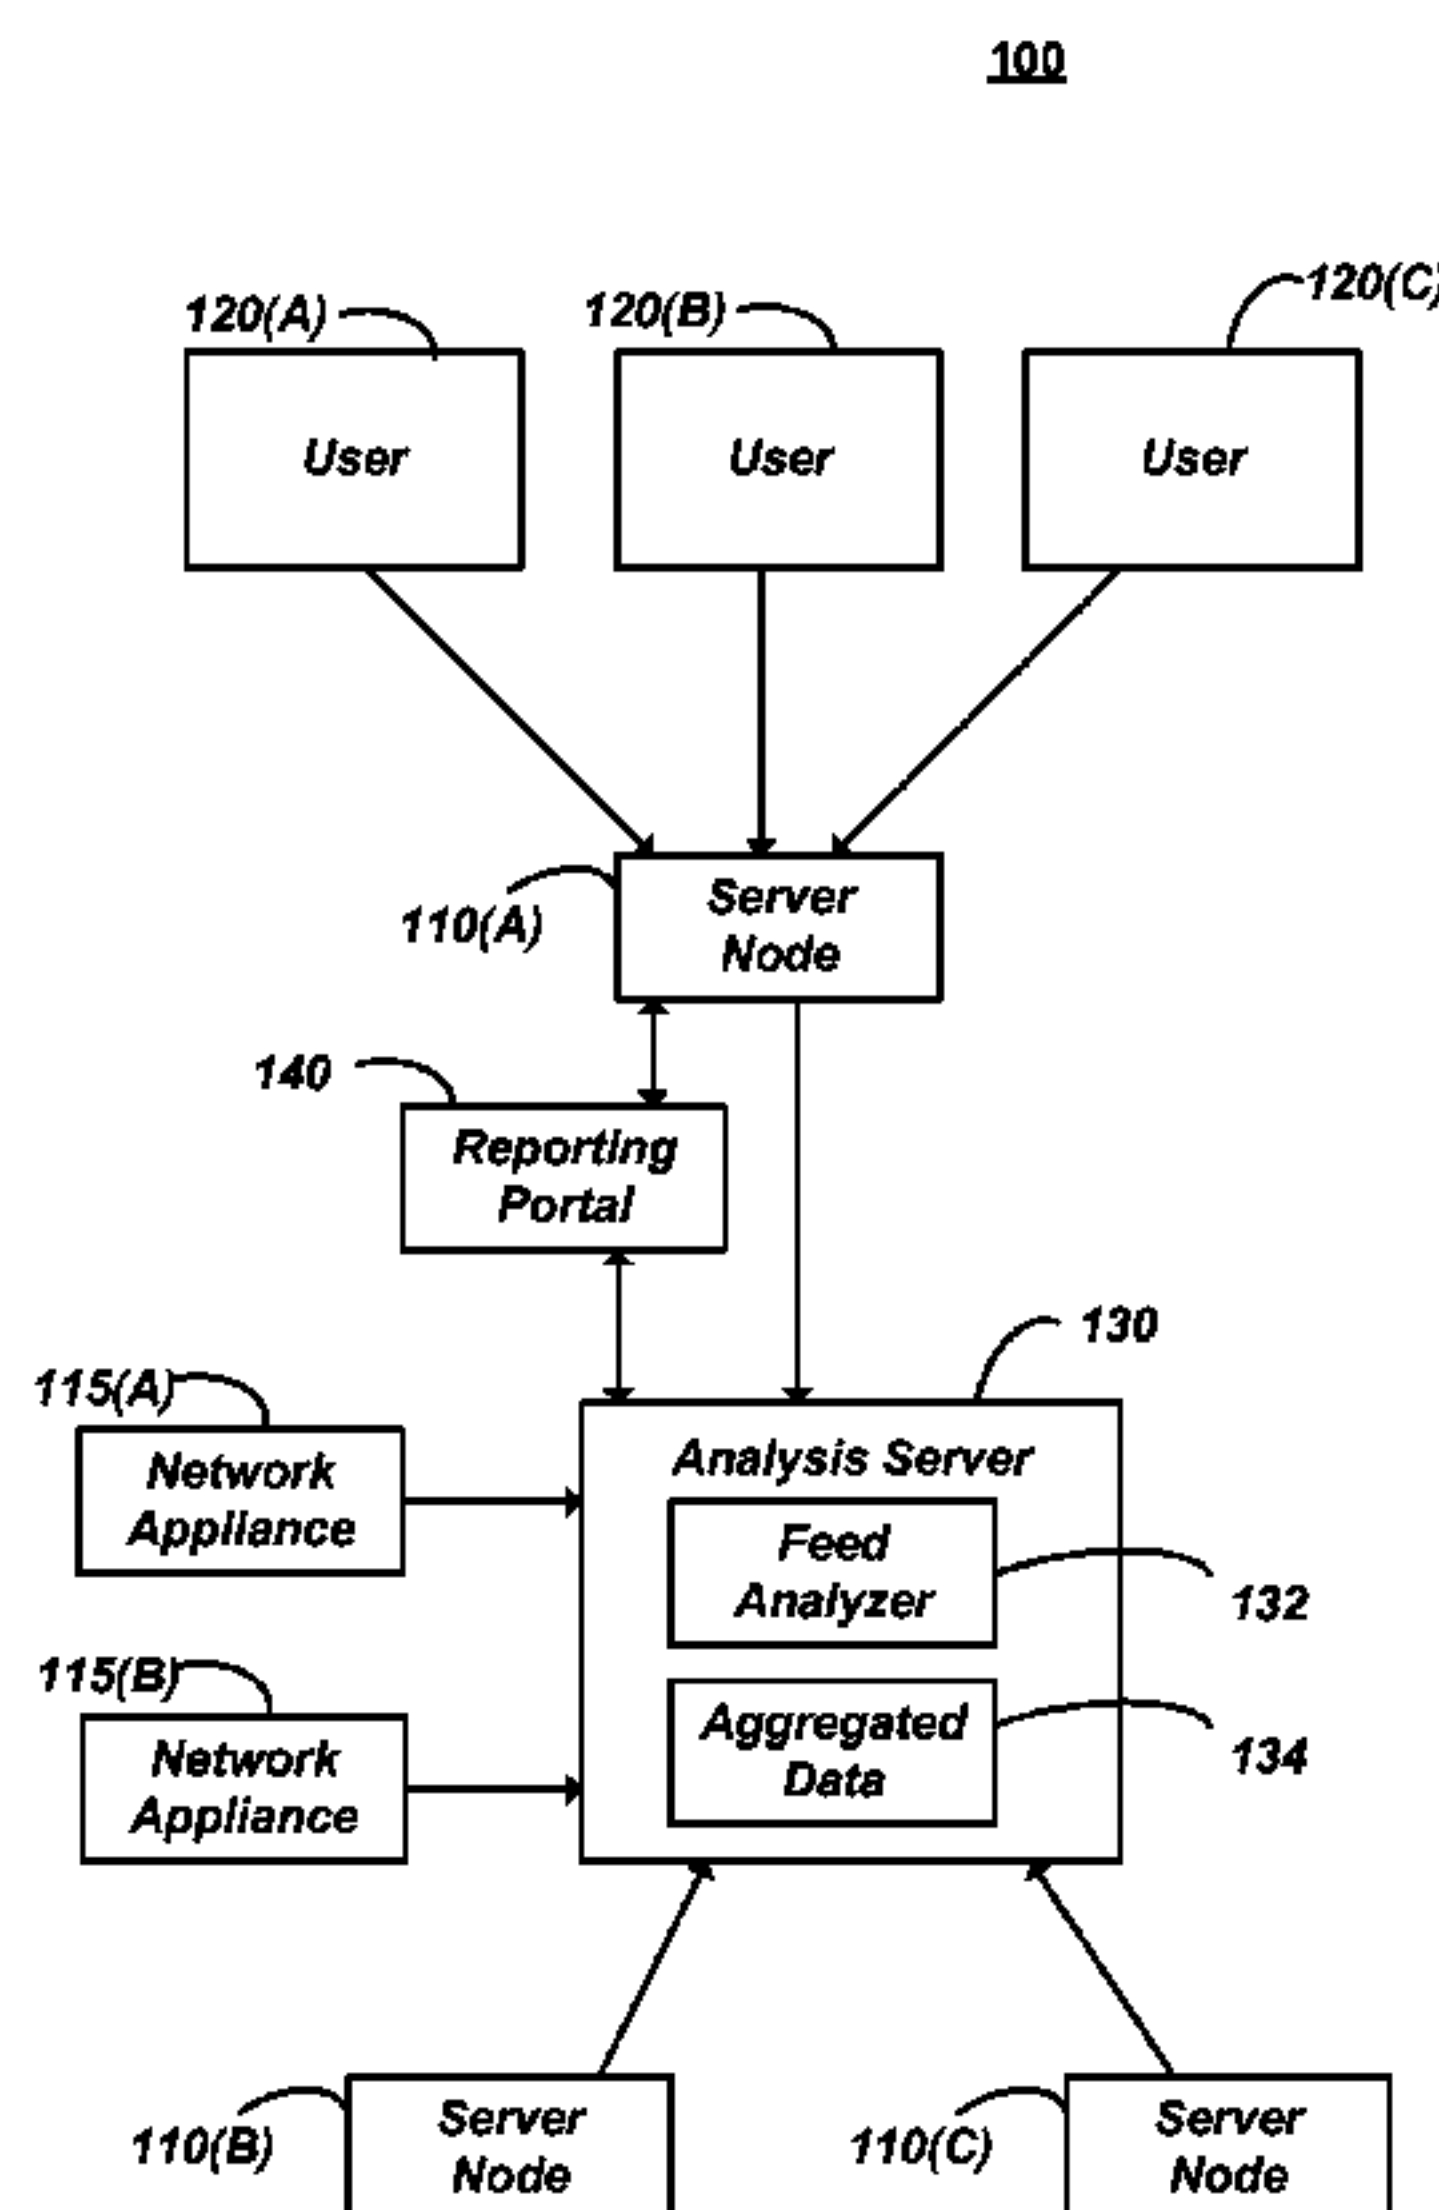 100
120(A)
120(B)
120(C)
User
User
User
110(A)
Server
Node
140
Reporting
Portal
130
115(A)
Network
Appliance
Analysis Server
Feed
Analyzer
132
115(B)
Network
Appliance
Aggregated
Data
134
110(B)
Server
Node
110(C)
Server
Node